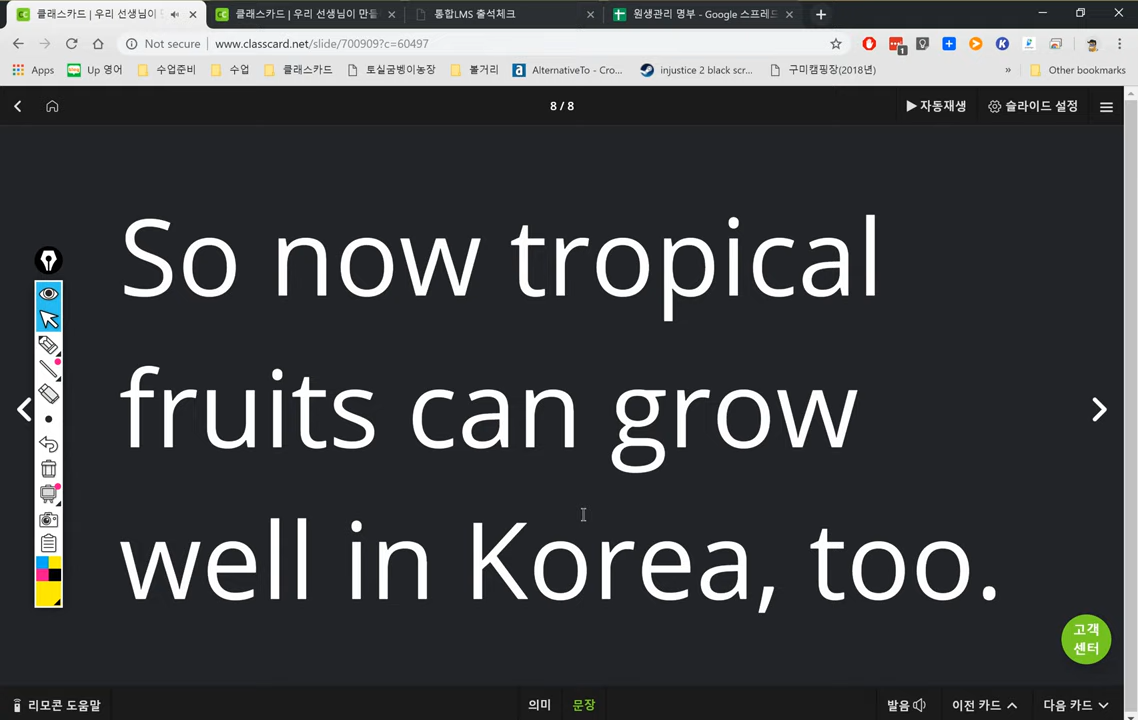 클래스카드 | 우리 선생님이 만
클래스카드 | 우리 선생님이 만들
통합LMS 출석체크
원생관리 명부 - Google 스프레드
Not secure | www.classcard.net/slide/700909?c=60497
1
Apps
Up 영어
수업준비
수업
클래스카드
토실굼벵이농장
볼거리
AlternativeTo - Cro...
injustice 2 black scr...
구미캠핑장(2018년)
»
Other bookmarks
8 / 8
자동재생
슬라이드 설정
So now tropical
fruits can grow
well in Korea, too.
고객
센터
리모콘 도움말
의미
문장
발음
이전 카드
다음 카드